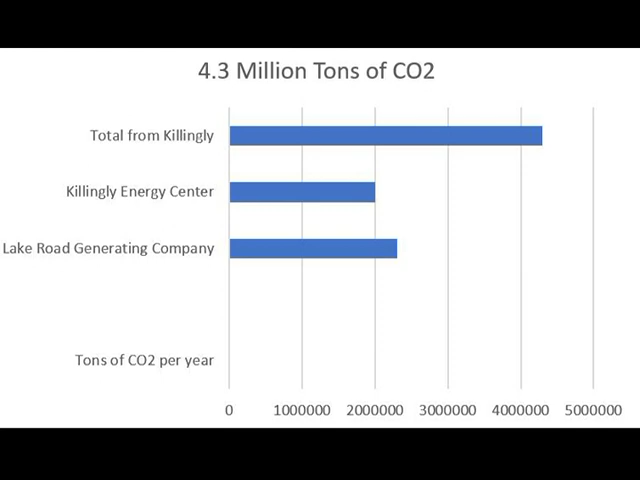 4.3 Million Tons of CO2
Total from Killingly
Killingly Energy Center
Lake Road Generating Company
Tons of CO2 per year
0 1000000 2000000 3000000 4000000 5000000